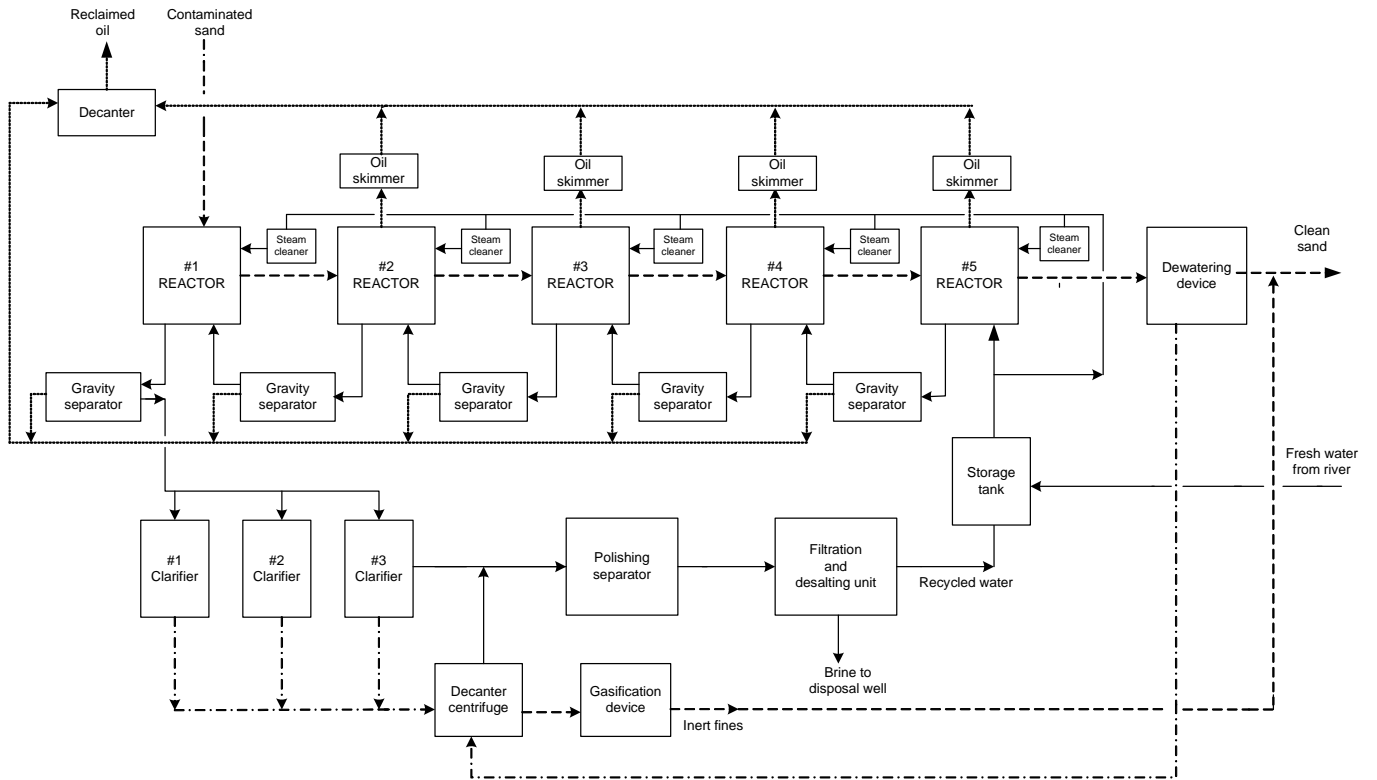 Reclaimed
oil
Contaminated
sand
Decanter
Oil
skimmer
Oil
skimmer
Oil
skimmer
Oil
skimmer
Steam
cleaner
Steam
cleaner
Steam
cleaner
Steam
cleaner
Steam
cleaner
#1
REACTOR
#2
REACTOR
#3
REACTOR
#4
REACTOR
#5
REACTOR
Dewatering
device
Clean
sand
Gravity
separator
Gravity
separator
Gravity
separator
Gravity
separator
Gravity
separator
Storage
tank
Fresh water
from river
#1
Clarifier
#2
Clarifier
#3
Clarifier
Polishing
separator
Filtration
and
desalting unit
Recycled water
Brine to
disposal well
Decanter
centrifuge
Gasification
device
Inert fines